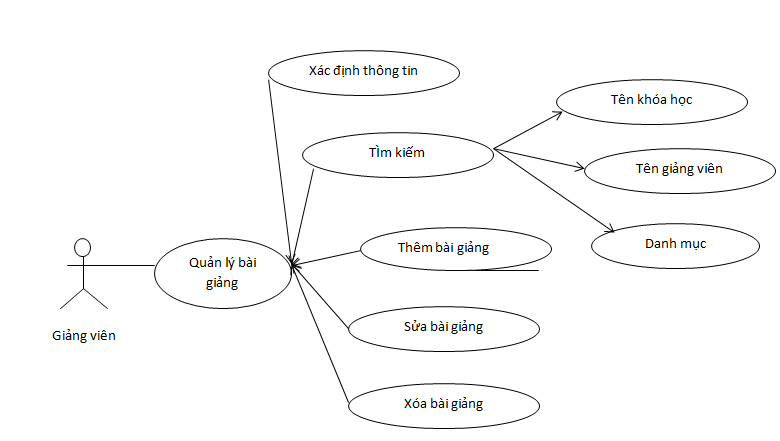 Xác định thông tin
Tên khóa học
TÌm kiếm
Tên giảng viên
Danh mục
Thêm bài giảng
Quản lý bài
giảng
Sửa bài giảng
Giảng viên
Xóa bài giảng